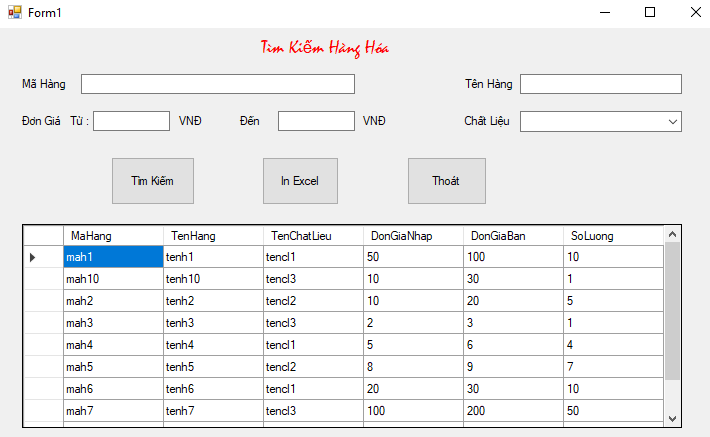 Form1
Tìm Kiếm Hàng Hóa
Mã Hàng Tên Hàng
Đơn Giá Từ : VNĐ Đến VNĐ Chất Liệu
Tìm Kiếm In Excel Thoát
MaHang TenHang TenChatLieu DonGiaNhap DonGiaBan SoLuong
mah1 tenh1 tencl1 50 100 10
mah10 tenh10 tencl3 10 30 1
mah2 tenh2 tencl2 10 20 5
mah3 tenh3 tencl3 2 3 1
mah4 tenh4 tencl1 5 6 4
mah5 tenh5 tencl2 8 9 7
mah6 tenh6 tencl1 20 30 10
mah7 tenh7 tencl3 100 200 50